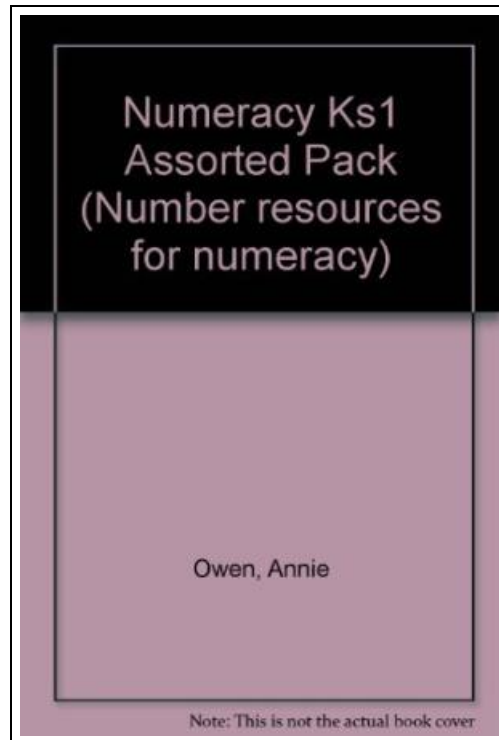 Numeracy Ks1
Assorted Pack
(Number resources
for numeracy)
Owen, Annie
Note: This is not the actual book cover